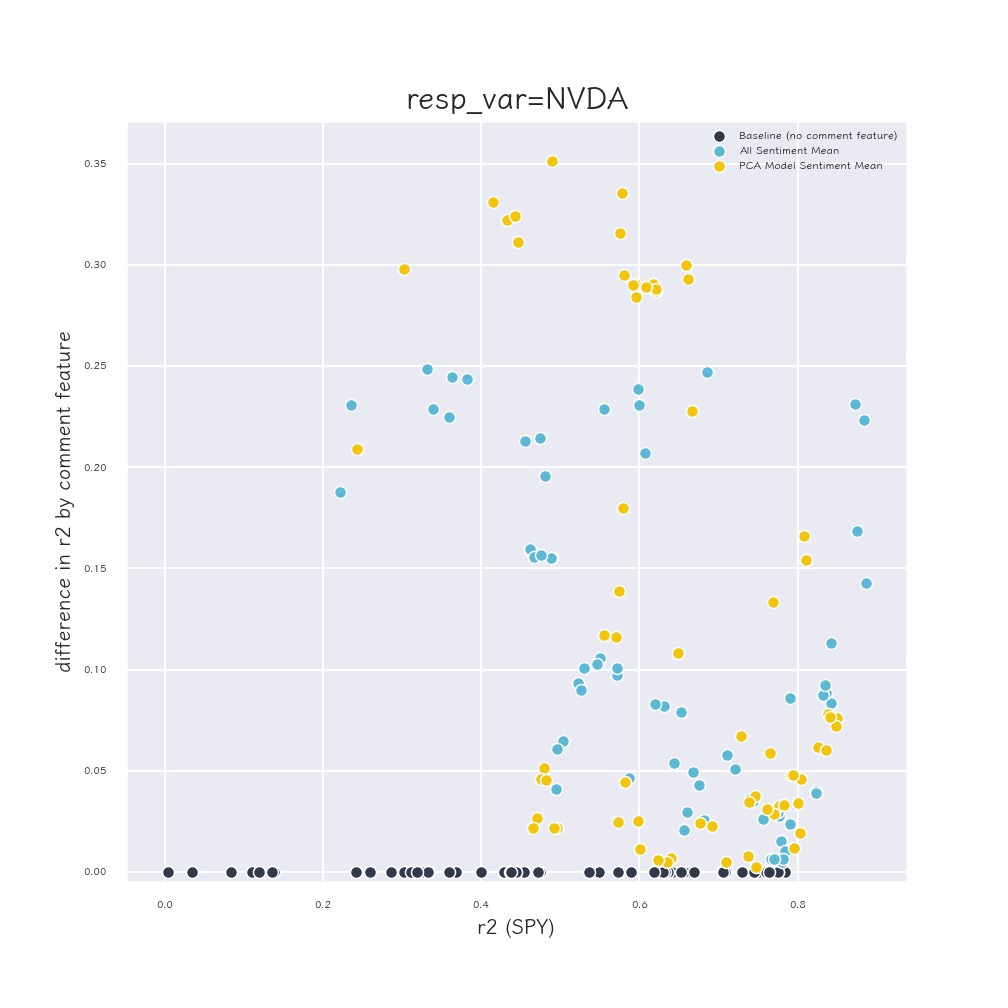 resp_var=NVDA
Baseline (no comment feature)
All Sentiment Mean
PCA Model Sentiment Mean
difference in r2 by comment feature
0.35
0.30
0.25
0.20
0.15
0.10
0.05
0.00
0.0 0.2 0.4 0.6 0.8
r2 (SPY)